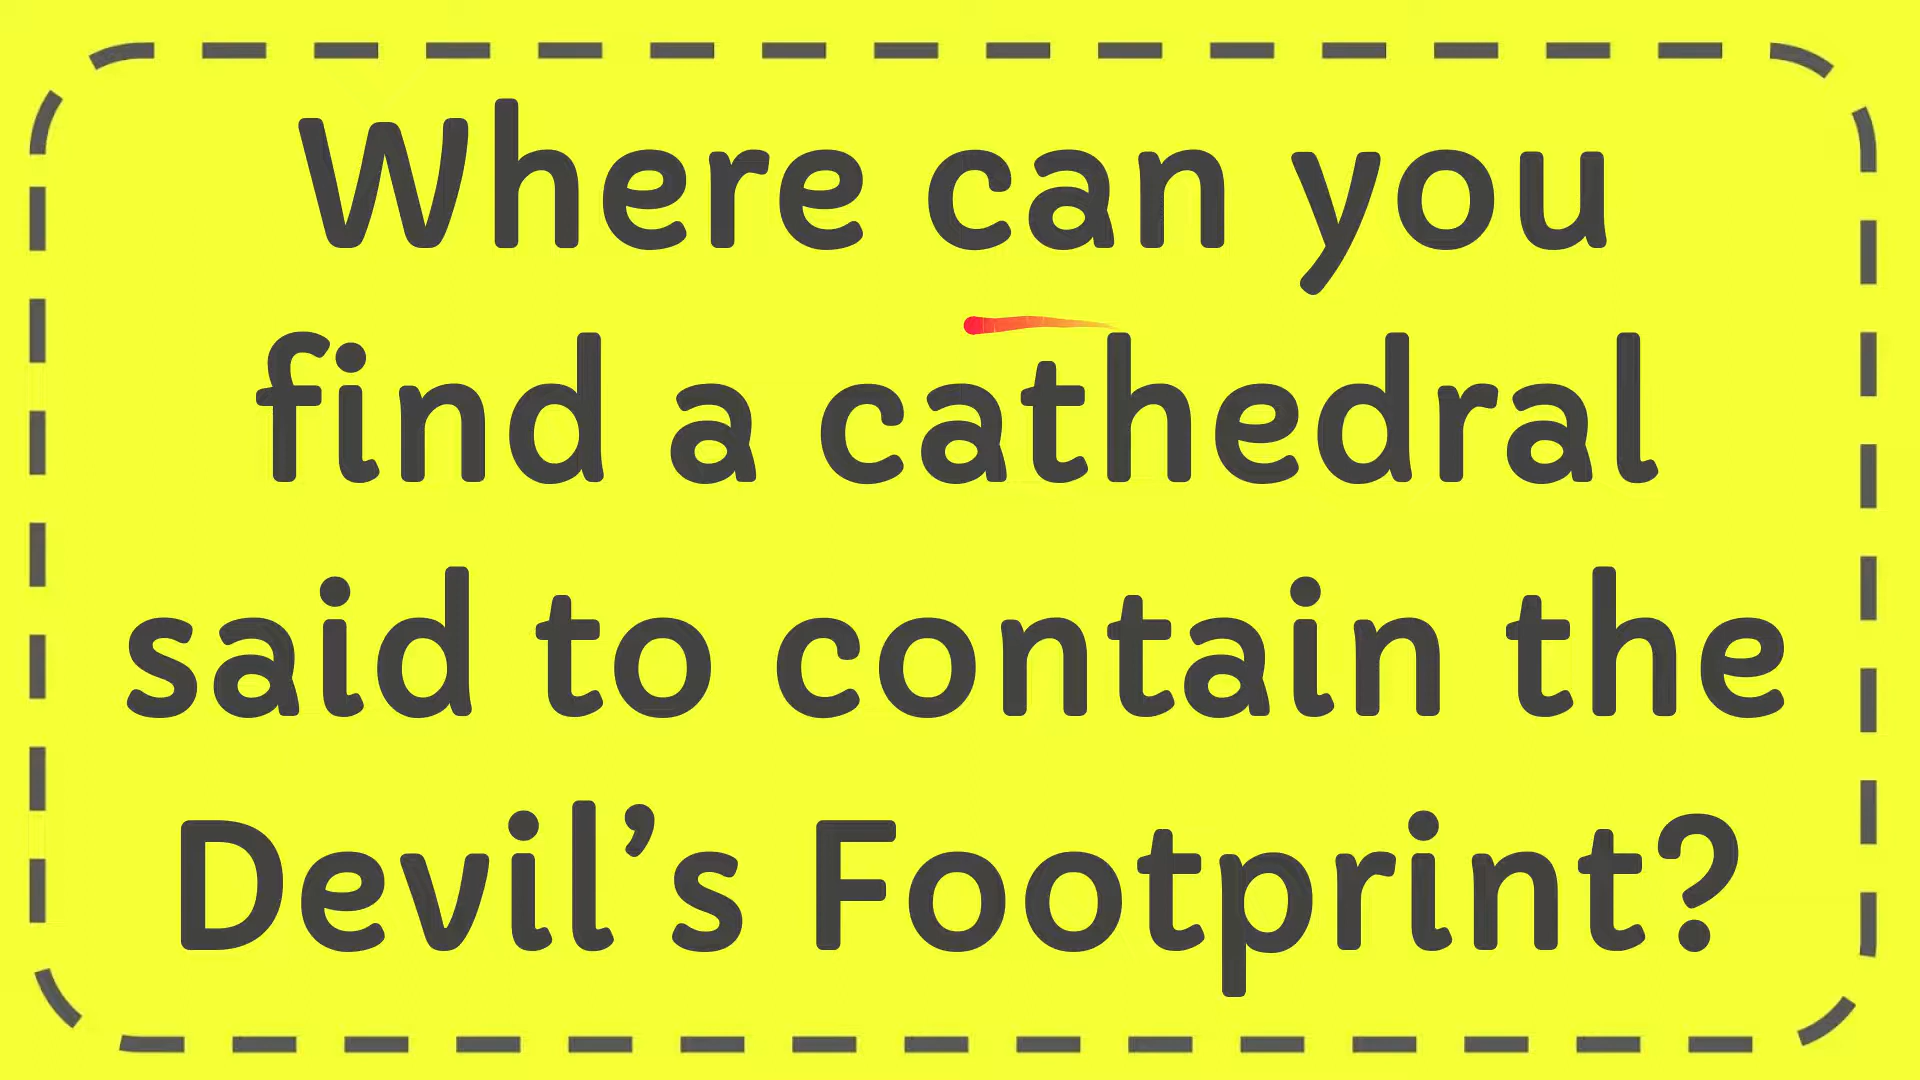 Where can you
find a cathedral
said to contain the
Devil’s Footprint?